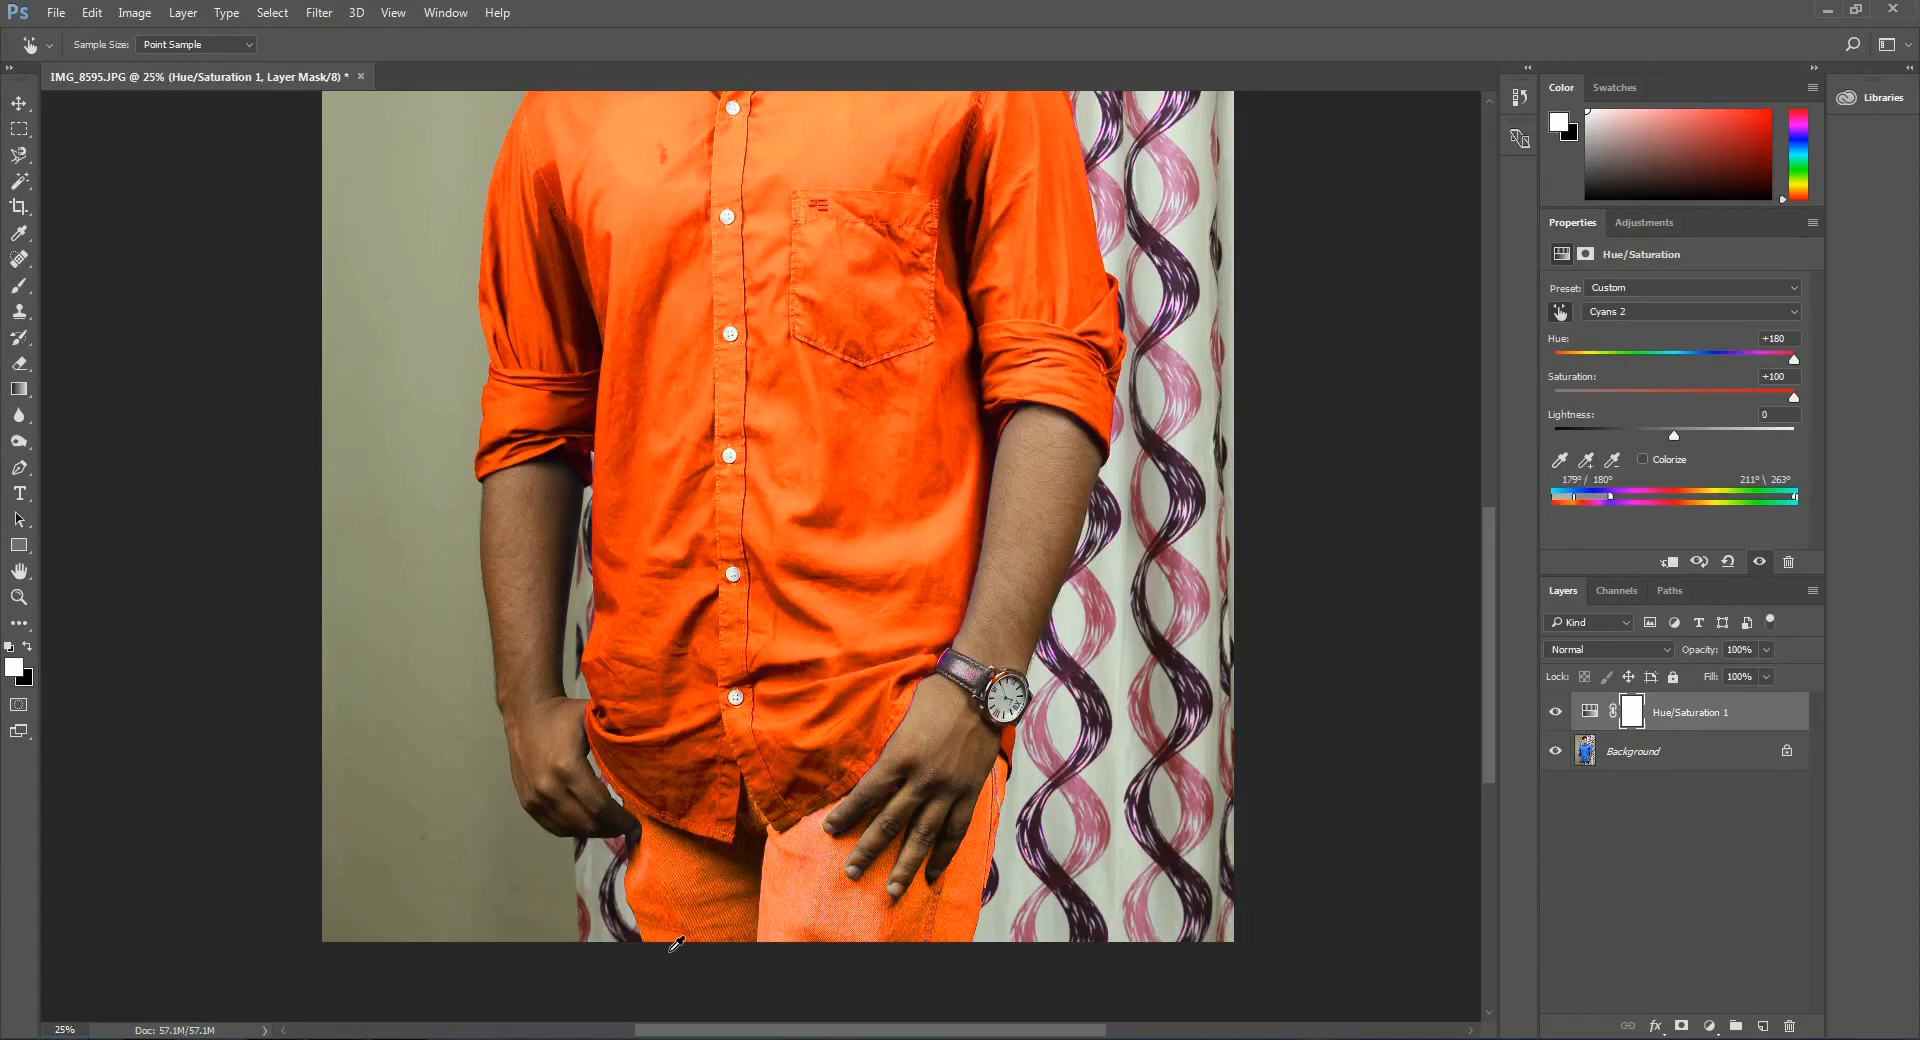 Ps File Edit Image Layer Type Select Filter 3D View Window Help
Sample Size: Point Sample
IMG_8595.JPG @ 25% (Hue/Saturation 1, Layer Mask/8) *
Color Swatches
Libraries
Properties Adjustments
Hue/Saturation
Preset: Custom
Cyans 2
Hue: +180
Saturation: +100
Lightness: 0
Colorize
179°/ 180° 211°\ 263°
Layers Channels Paths
Kind
Normal Opacity: 100%
Lock: Fill: 100%
Hue/Saturation 1
Background
fx
25% Doc: 57.1M/57.1M